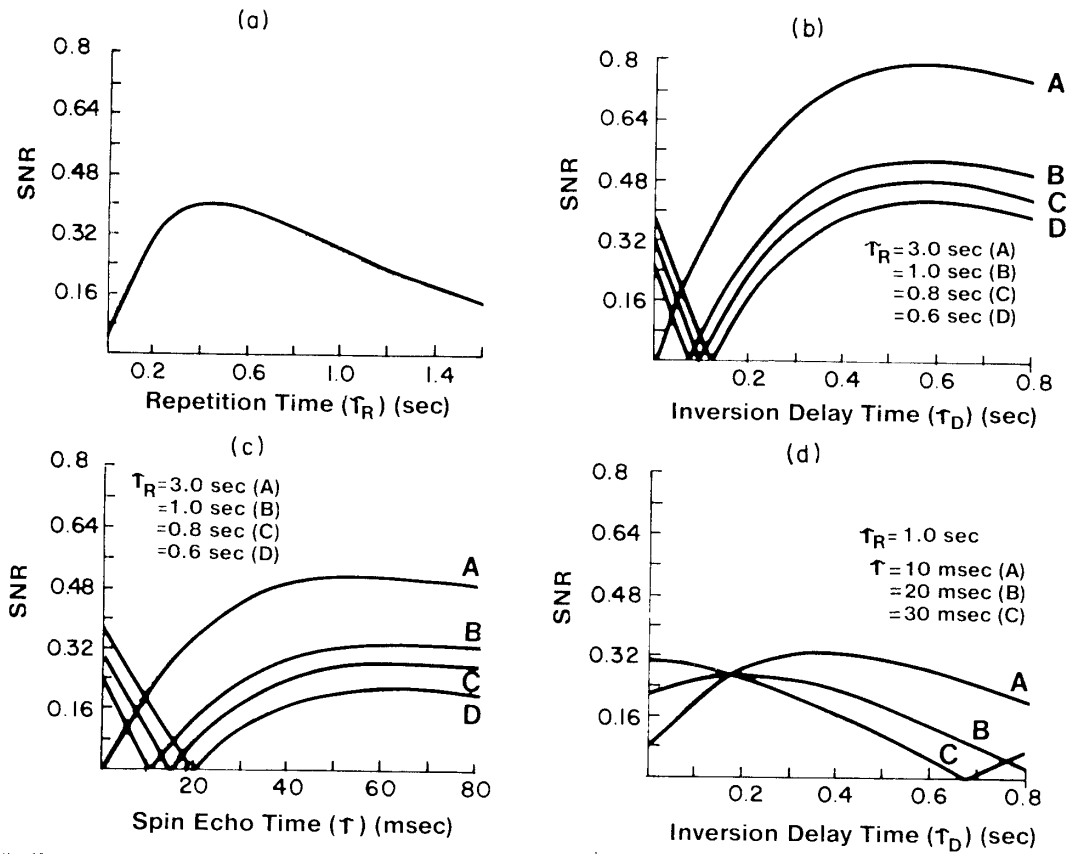 (a)
SNR
0.8
0.64
0.48
0.32
0.16
0.2
0.6
1.0
1.4
Repetition Time (τR) (sec)
(b)
SNR
0.8
0.64
0.48
0.32
0.16
0.2
0.4
0.6
0.8
A
B
C
D
τR=3.0 sec (A)
=1.0 sec (B)
=0.8 sec (C)
=0.6 sec (D)
Inversion Delay Time (τD) (sec)
(c)
SNR
0.8
0.64
0.48
0.32
0.16
20
40
60
80
τR=3.0 sec (A)
=1.0 sec (B)
=0.8 sec (C)
=0.6 sec (D)
A
B
C
D
Spin Echo Time (τ) (msec)
(d)
SNR
0.8
0.64
0.48
0.32
0.16
0.2
0.4
0.6
0.8
τR=1.0 sec
τ=10 msec (A)
=20 msec (B)
=30 msec (C)
A
B
C
Inversion Delay Time (τD) (sec)